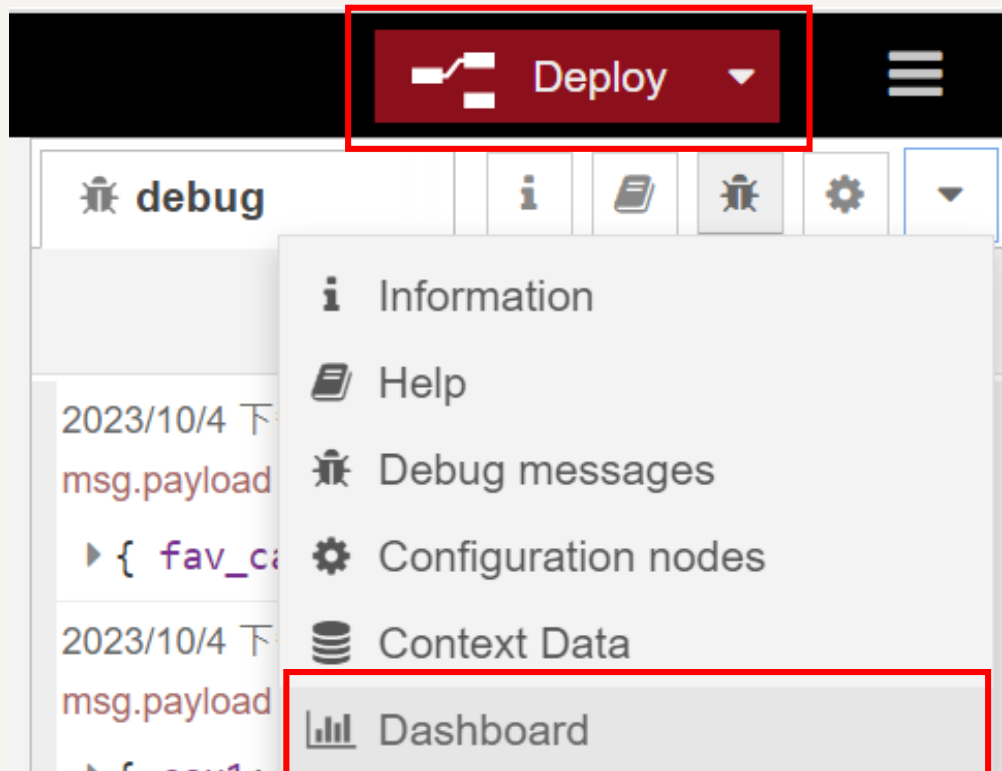 Deploy
debug
Information
Help
2023/10/4 下
msg.payload
Debug messages
{ fav_ca
Configuration nodes
2023/10/4 下
Context Data
msg.payload
Dashboard